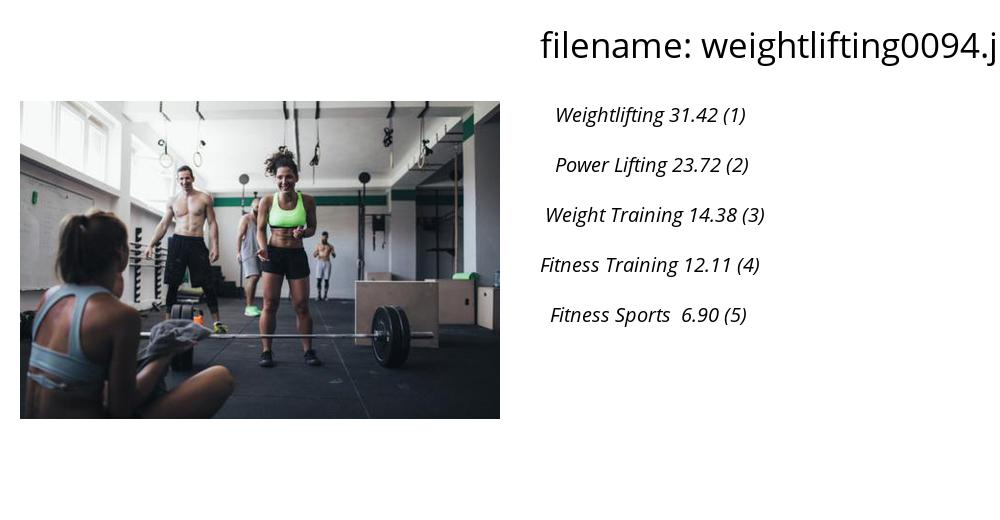 filename: weightlifting0094.j
Weightlifting 31.42 (1)
Power Lifting 23.72 (2)
Weight Training 14.38 (3)
Fitness Training 12.11 (4)
Fitness Sports 6.90 (5)